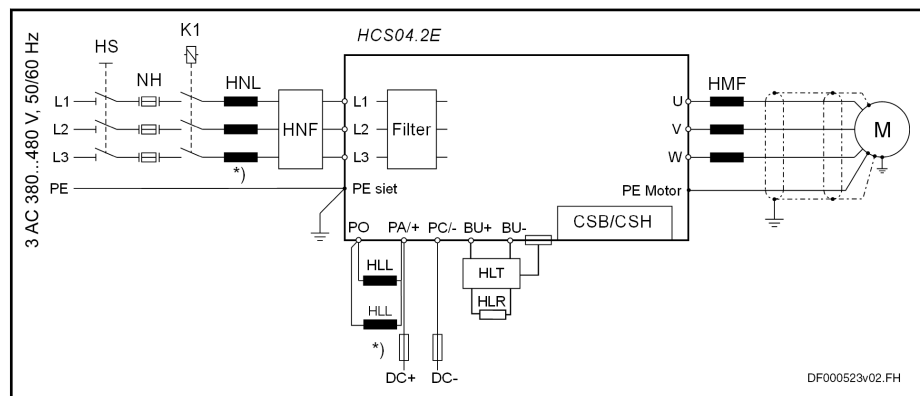 HCS04.2E
3 AC 380...480 V, 50/60 Hz
HS
NH
K1
HNL
HNF
L1
L2
L3
PE
*)
L1
L2
L3
Filter
PE siet
U
V
W
PE Motor
HMF
M
CSB/CSH
PO
PA/+
PC/-
BU+
BU-
HLL
HLL
*)
HLT
HLR
DC+
DC-
DF000523v02.FH